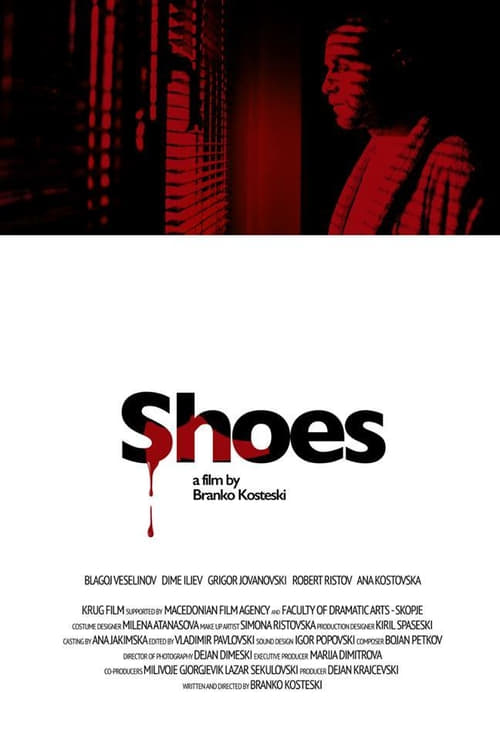 Shoes
a film by
Branko Kosteski
BLAGOJ VESELINOV DIME ILIEV GRIGOR JOVANOVSKI ROBERT RISTOV ANA KOSTOVSKA
KRUG FILM SUPPORTED BY MACEDONIAN FILM AGENCY AND FACULTY OF DRAMATIC ARTS - SKOPJE
COSTUME DESIGNER MILENA ATANASOVA MAKE UP ARTIST SIMONA RISTOVSKA PRODUCTION DESIGNER KIRIL SPASESKI
CASTING BY ANA JAKIMSKA EDITED BY VLADIMIR PAVLOVSKI SOUND DESIGN IGOR POPOVSKI COMPOSER BOJAN PETKOV
DIRECTOR OF PHOTOGRAPHY DEJAN DIMESKI EXECUTIVE PRODUCER MARIJA DIMITROVA
CO-PRODUCERS MILIVOJE GJORGJEVIK LAZAR SEKULOVSKI PRODUCER DEJAN KRAJCEVSKI
WRITTEN AND DIRECTED BY BRANKO KOSTESKI